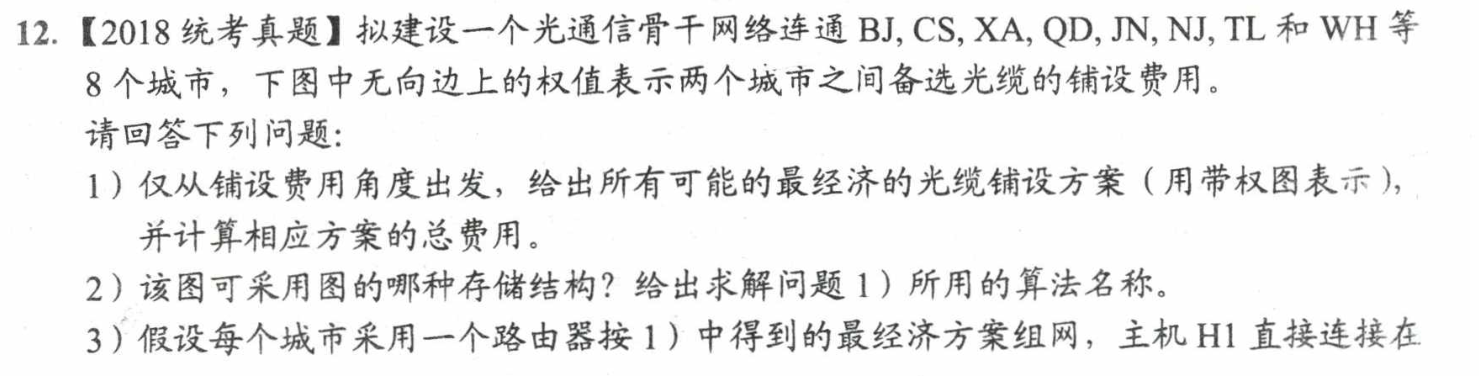 12. 【2018 统考真题】拟建设一个光通信骨干网络连通 BJ, CS, XA, QD, JN, NJ, TL 和 WH 等
8 个城市，下图中无向边上的权值表示两个城市之间备选光缆的铺设费用。
请回答下列问题：
1）仅从铺设费用角度出发，给出所有可能的最经济的光缆铺设方案（用带权图表示），
并计算相应方案的总费用。
2）该图可采用图的哪种存储结构？给出求解问题 1）所用的算法名称。
3）假设每个城市采用一个路由器按 1）中得到的最经济方案组网，主机 H1 直接连接在